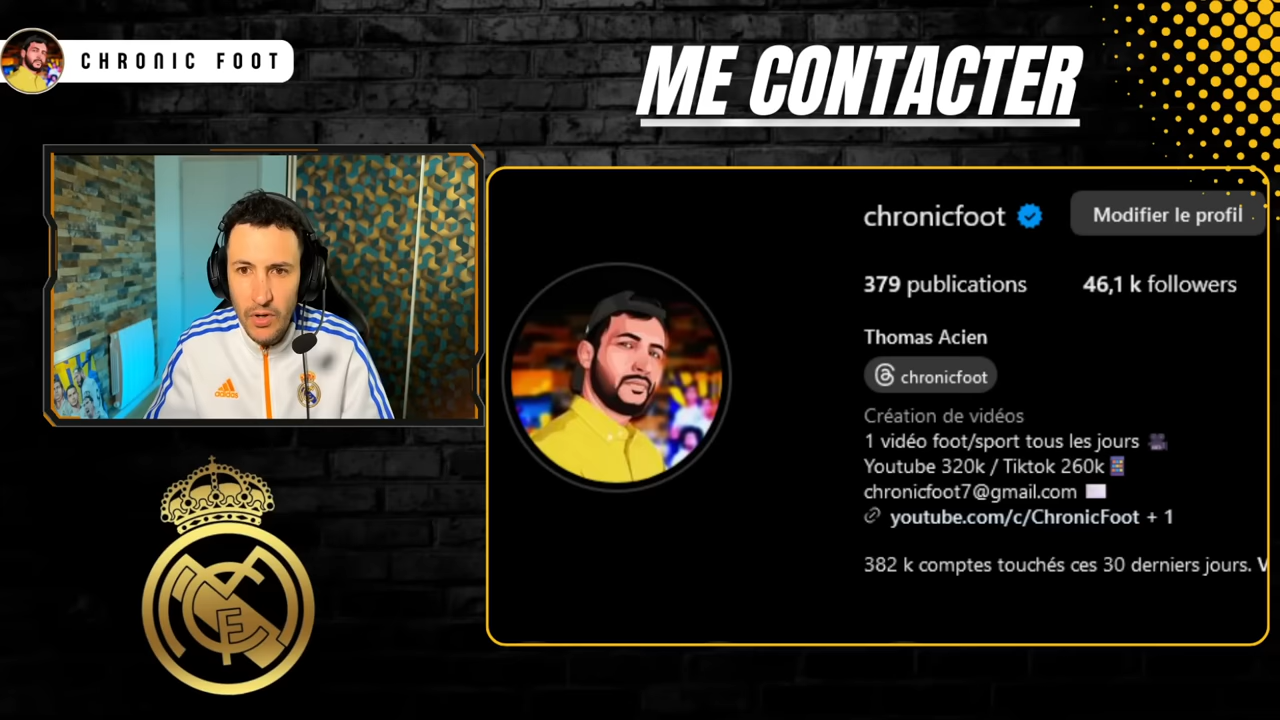 CHRONIC FOOT
ME CONTACTER
chronicfoot
Modifier le profil
379 publications
46,1 k followers
Thomas Acien
chronicfoot
Création de vidéos
1 vidéo foot/sport tous les jours
Youtube 320k / Tiktok 260k
chronicfoot7@gmail.com
youtube.com/c/ChronicFoot + 1
382 k comptes touchés ces 30 derniers jours. V
adidas